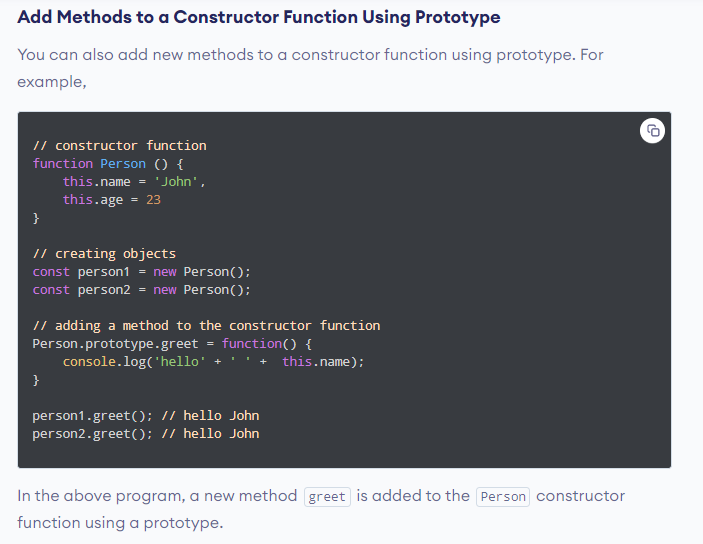 Add Methods to a Constructor Function Using Prototype
You can also add new methods to a constructor function using prototype. For
example,
// constructor function
function Person () {
    this.name = 'John',
    this.age = 23
}
// creating objects
const person1 = new Person();
const person2 = new Person();
// adding a method to the constructor function
Person.prototype.greet = function() {
    console.log('hello' + ' ' +  this.name);
}
person1.greet(); // hello John
person2.greet(); // hello John
In the above program, a new method greet is added to the Person constructor
function using a prototype.